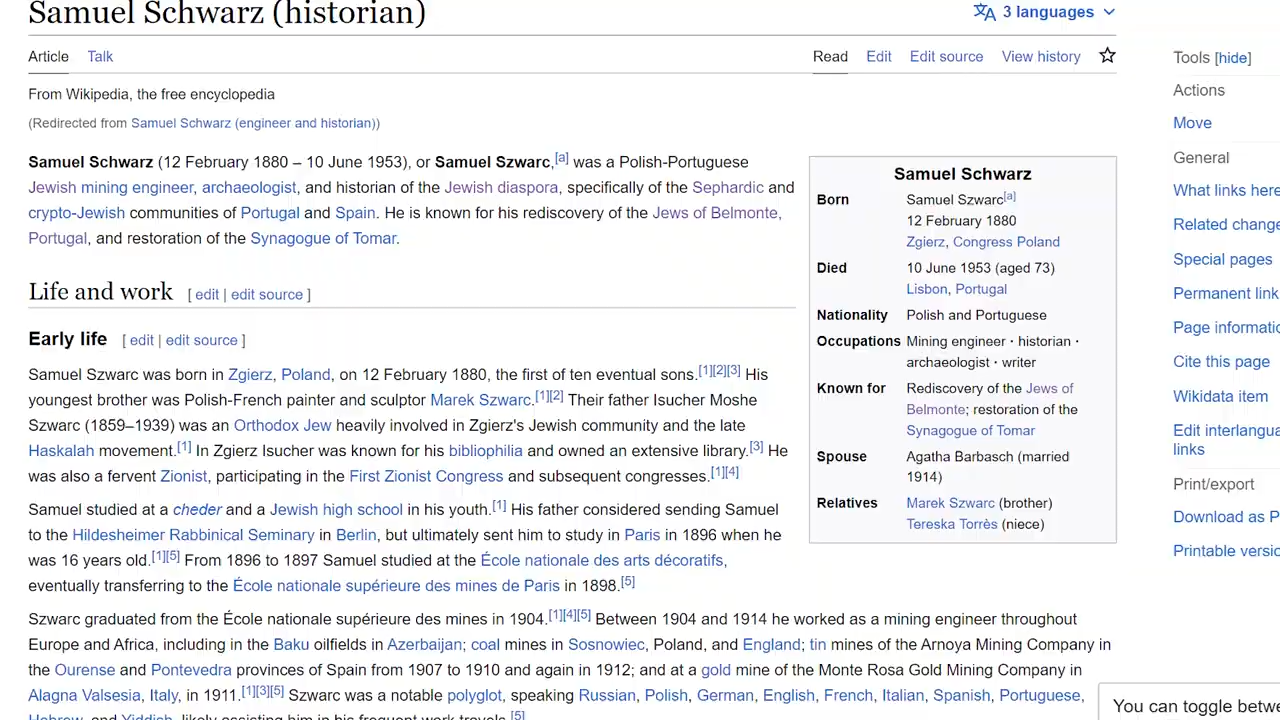 Samuel Schwarz (historian)
3 languages
Article Talk
Read Edit Edit source View history
From Wikipedia, the free encyclopedia
(Redirected from Samuel Schwarz (engineer and historian))
Samuel Schwarz (12 February 1880 – 10 June 1953), or Samuel Szwarc,[a] was a Polish-Portuguese
Jewish mining engineer, archaeologist, and historian of the Jewish diaspora, specifically of the Sephardic and
crypto-Jewish communities of Portugal and Spain. He is known for his rediscovery of the Jews of Belmonte,
Portugal, and restoration of the Synagogue of Tomar.
Life and work [ edit | edit source ]
Early life [ edit | edit source ]
Samuel Szwarc was born in Zgierz, Poland, on 12 February 1880, the first of ten eventual sons.[1][2][3] His
youngest brother was Polish-French painter and sculptor Marek Szwarc.[1][2] Their father Isucher Moshe
Szwarc (1859–1939) was an Orthodox Jew heavily involved in Zgierz's Jewish community and the late
Haskalah movement.[1] In Zgierz Isucher was known for his bibliophilia and owned an extensive library.[3] He
was also a fervent Zionist, participating in the First Zionist Congress and subsequent congresses.[1][4]
Samuel studied at a cheder and a Jewish high school in his youth.[1] His father considered sending Samuel
to the Hildesheimer Rabbinical Seminary in Berlin, but ultimately sent him to study in Paris in 1896 when he
was 16 years old.[1][5] From 1896 to 1897 Samuel studied at the École nationale des arts décoratifs,
eventually transferring to the École nationale supérieure des mines de Paris in 1898.[5]
Szwarc graduated from the École nationale supérieure des mines in 1904.[1][4][5] Between 1904 and 1914 he worked as a mining engineer throughout
Europe and Africa, including in the Baku oilfields in Azerbaijan; coal mines in Sosnowiec, Poland, and England; tin mines of the Arnoya Mining Company in
the Ourense and Pontevedra provinces of Spain from 1907 to 1910 and again in 1912; and at a gold mine of the Monte Rosa Gold Mining Company in
Alagna Valsesia, Italy, in 1911.[1][3][5] Szwarc was a notable polyglot, speaking Russian, Polish, German, English, French, Italian, Spanish, Portuguese,
Hebrew, and Yiddish, likely assisting him in his frequent work travels.[5]
Samuel Schwarz
Born Samuel Szwarc[a]
12 February 1880
Zgierz, Congress Poland
Died 10 June 1953 (aged 73)
Lisbon, Portugal
Nationality Polish and Portuguese
Occupations Mining engineer · historian ·
archaeologist · writer
Known for Rediscovery of the Jews of
Belmonte; restoration of the
Synagogue of Tomar
Spouse Agatha Barbasch (married
1914)
Relatives Marek Szwarc (brother)
Tereska Torrès (niece)
Tools [hide]
Actions
Move
General
What links here
Related change
Special pages
Permanent link
Page informatio
Cite this page
Wikidata item
Edit interlangua
links
Print/export
Download as P
Printable versio
You can toggle betwe